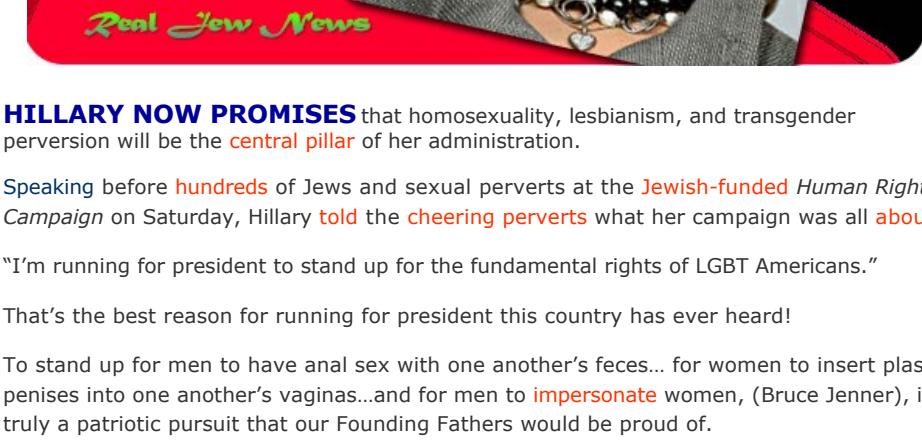 Real Jew News
HILLARY NOW PROMISES that homosexuality, lesbianism, and transgender
perversion will be the central pillar of her administration.
Speaking before hundreds of Jews and sexual perverts at the Jewish-funded Human Right
Campaign on Saturday, Hillary told the cheering perverts what her campaign was all abou
“I’m running for president to stand up for the fundamental rights of LGBT Americans.”
That’s the best reason for running for president this country has ever heard!
To stand up for men to have anal sex with one another’s feces… for women to insert plas
penises into one another’s vaginas…and for men to impersonate women, (Bruce Jenner), i
truly a patriotic pursuit that our Founding Fathers would be proud of.